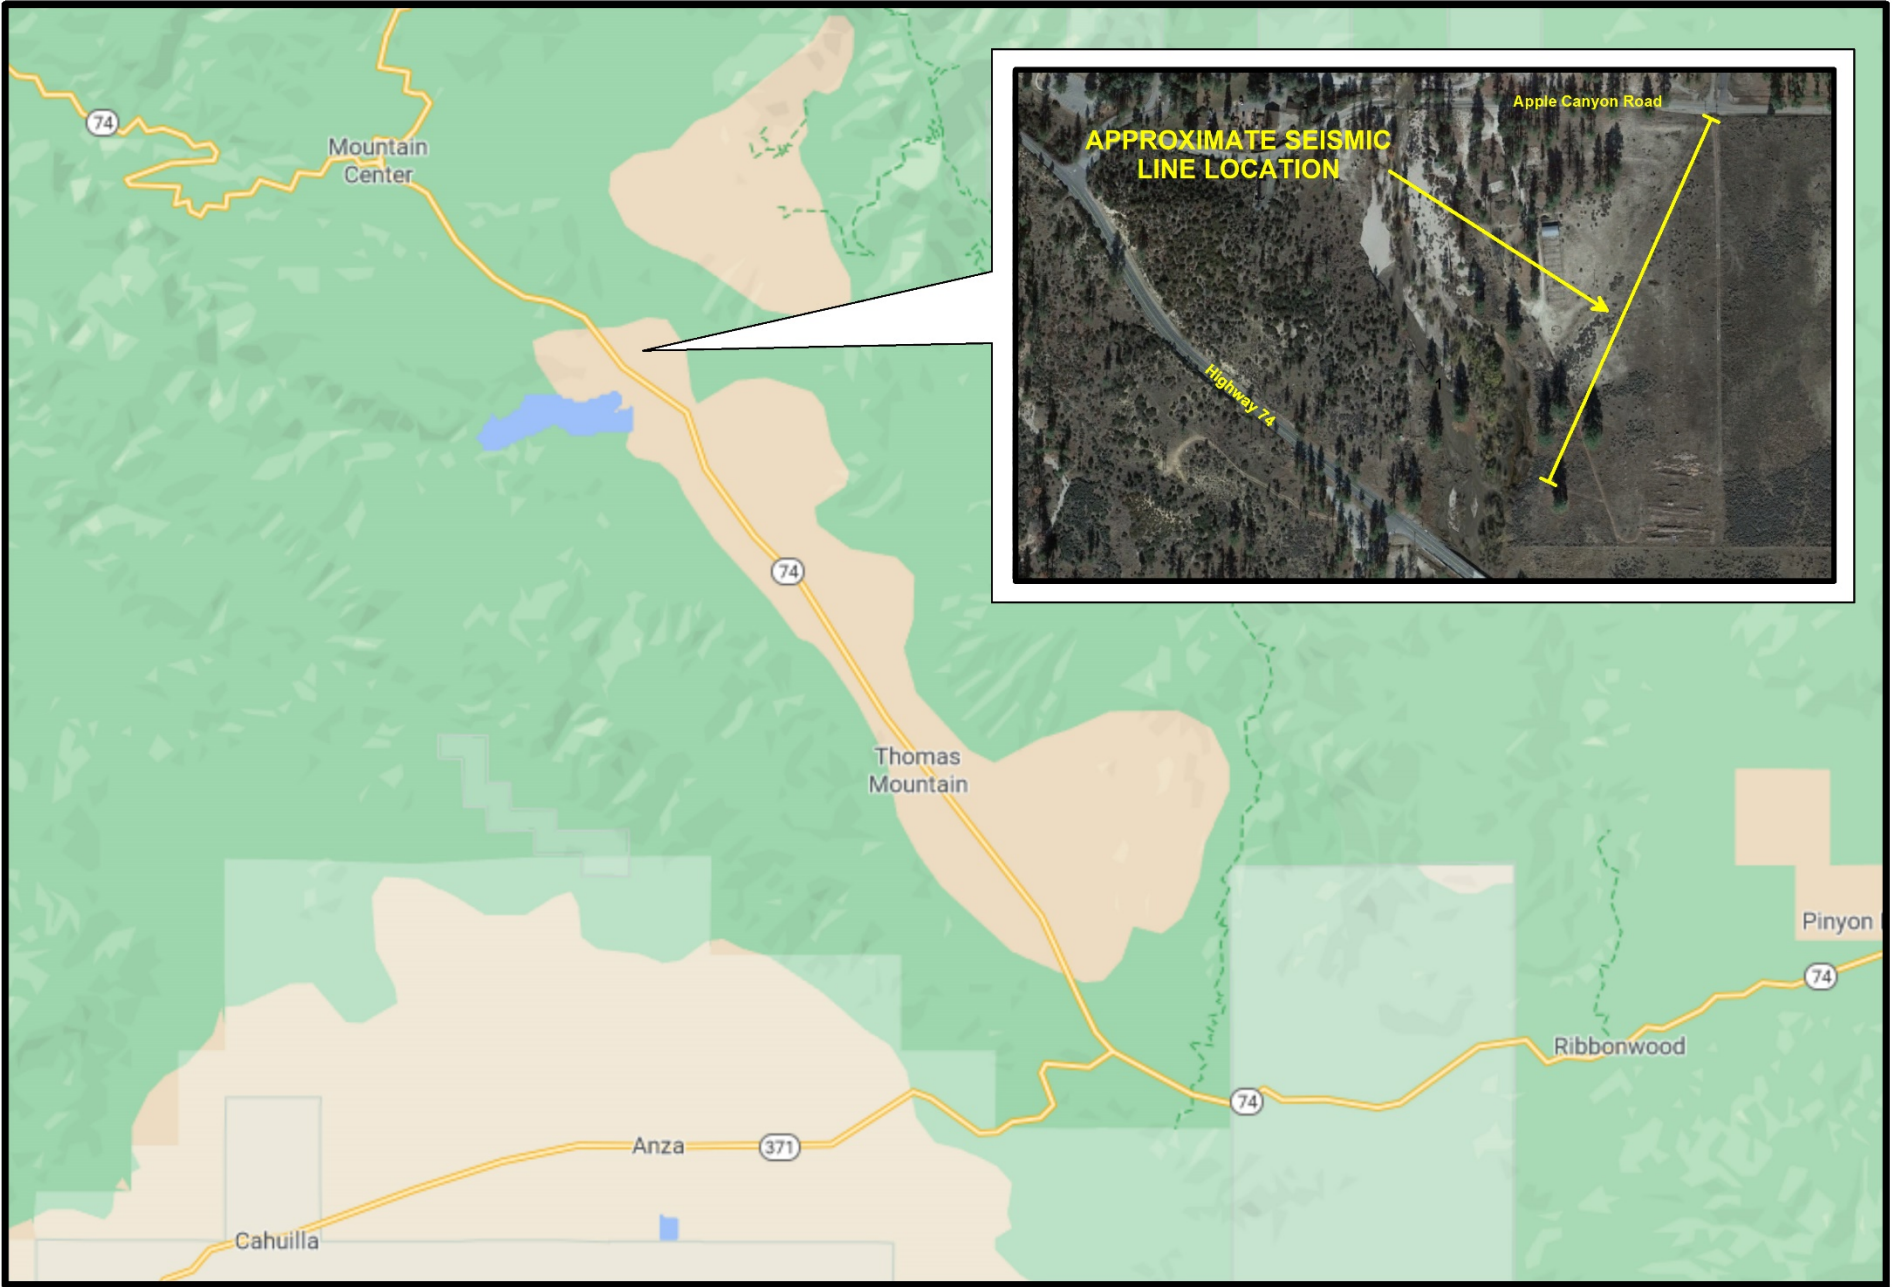 74
Mountain
Center
Apple Canyon Road
APPROXIMATE SEISMIC
LINE LOCATION
Highway 74
74
Thomas
Mountain
Pinyon
74
Ribbonwood
74
Anza
371
Cahuilla